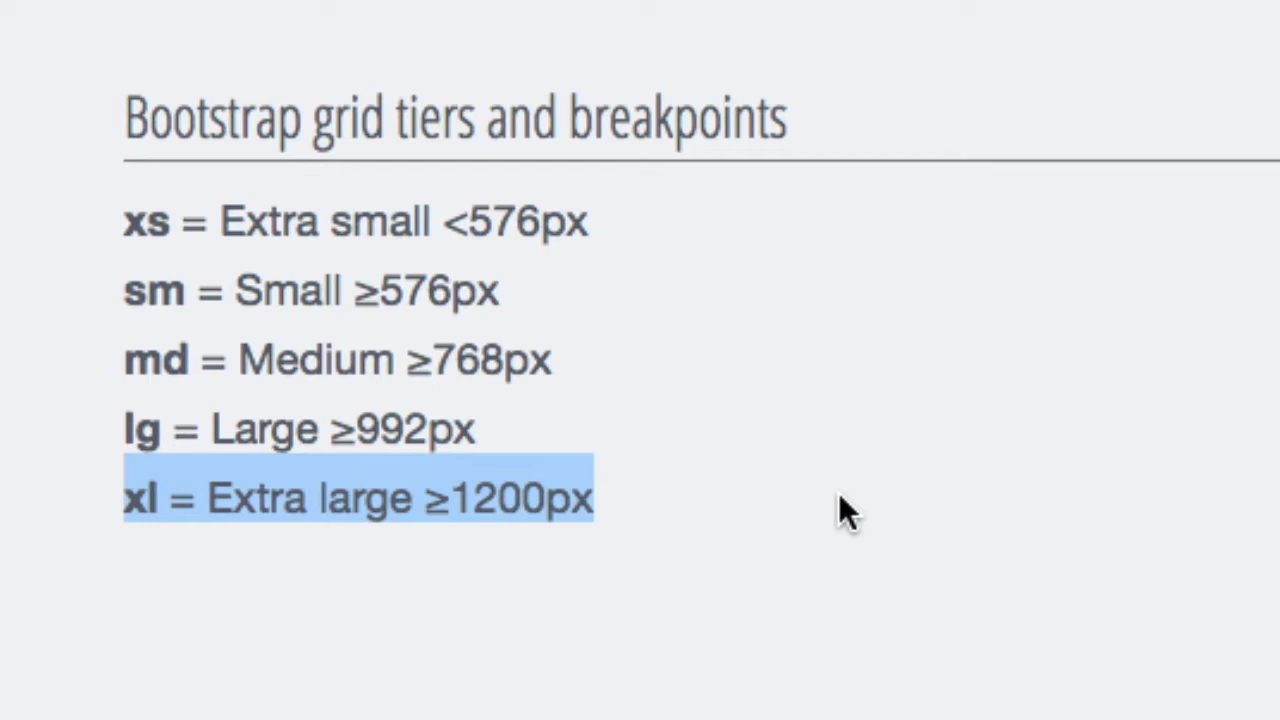 Bootstrap grid tiers and breakpoints
xs = Extra small <576px
sm = Small ≥576px
md = Medium ≥768px
lg = Large ≥992px
xl = Extra large ≥1200px